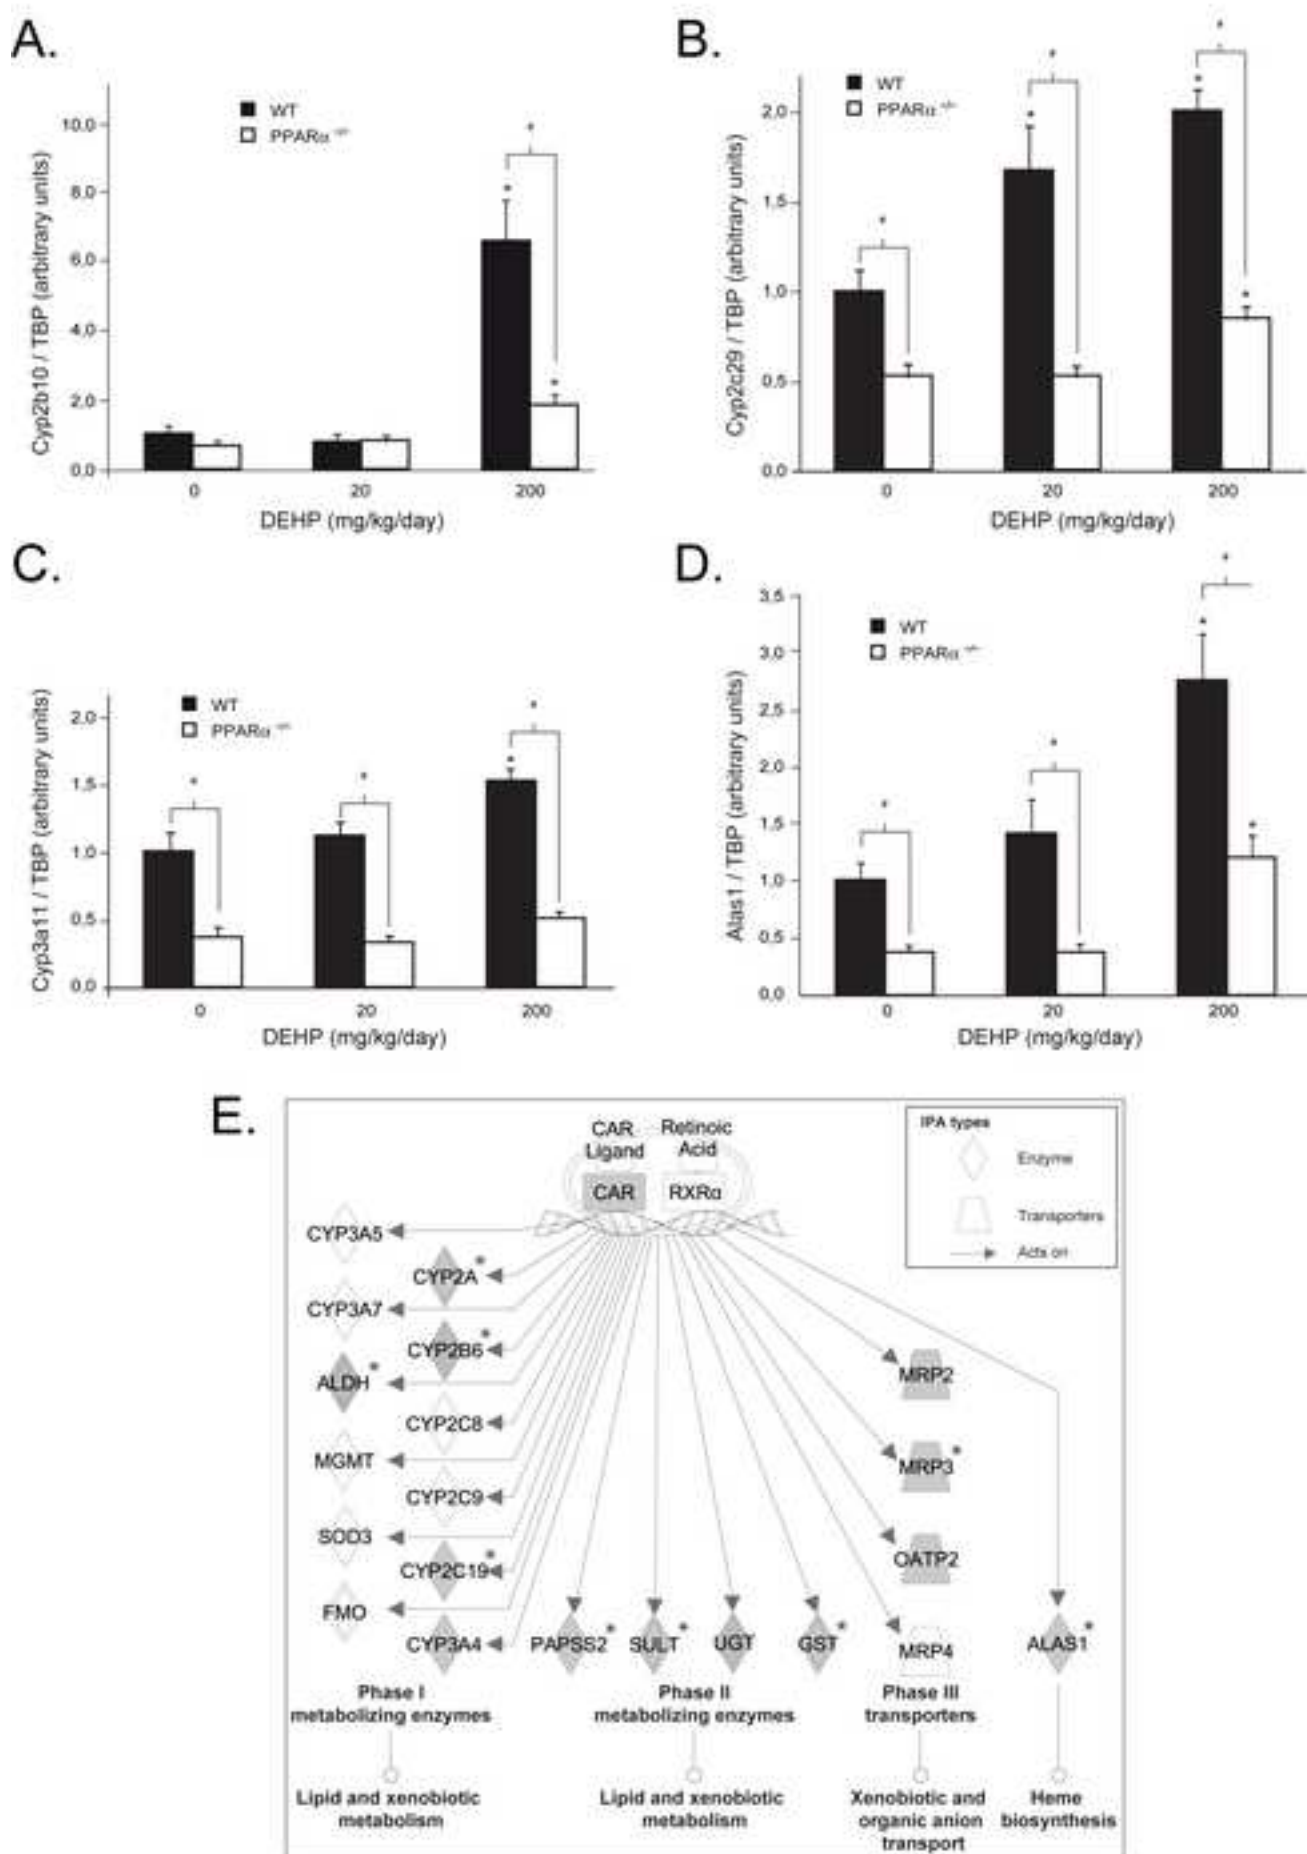 A.
WT
PPARα -/-
*
*
*
10.0
8.0
6.0
4.0
2.0
0.0
Cyp2b10 / TBP (arbitrary units)
0
20
200
DEHP (mg/kg/day)
B.
WT
PPARα -/-
*
*
*
*
*
*
2.0
1.5
1.0
0.5
0.0
Cyp2c29 / TBP (arbitrary units)
0
20
200
DEHP (mg/kg/day)
C.
WT
PPARα -/-
*
*
*
*
2.0
1.5
1.0
0.5
0.0
Cyp3a11 / TBP (arbitrary units)
0
20
200
DEHP (mg/kg/day)
D.
WT
PPARα -/-
*
*
*
*
*
3.5
3.0
2.5
2.0
1.5
1.0
0.5
0.0
Alas1 / TBP (arbitrary units)
0
20
200
DEHP (mg/kg/day)
E.
IPA types
Enzyme
Transporters
Acts on
CAR
Ligand
Retinoic
Acid
CAR
RXRα
CYP3A5
CYP2A*
CYP3A7
CYP2B6*
ALDH*
CYP2C8
MGMT
CYP2C9
SOD3
CYP2C19*
FMO
CYP3A4
PAPSS2*
SULT*
UGT
GST*
MRP2
MRP3*
OATP2
MRP4
ALAS1*
Phase I
metabolizing enzymes
Phase II
metabolizing enzymes
Phase III
transporters
Lipid and xenobiotic
metabolism
Lipid and xenobiotic
metabolism
Xenobiotic and
organic anion
transport
Heme
biosynthesis